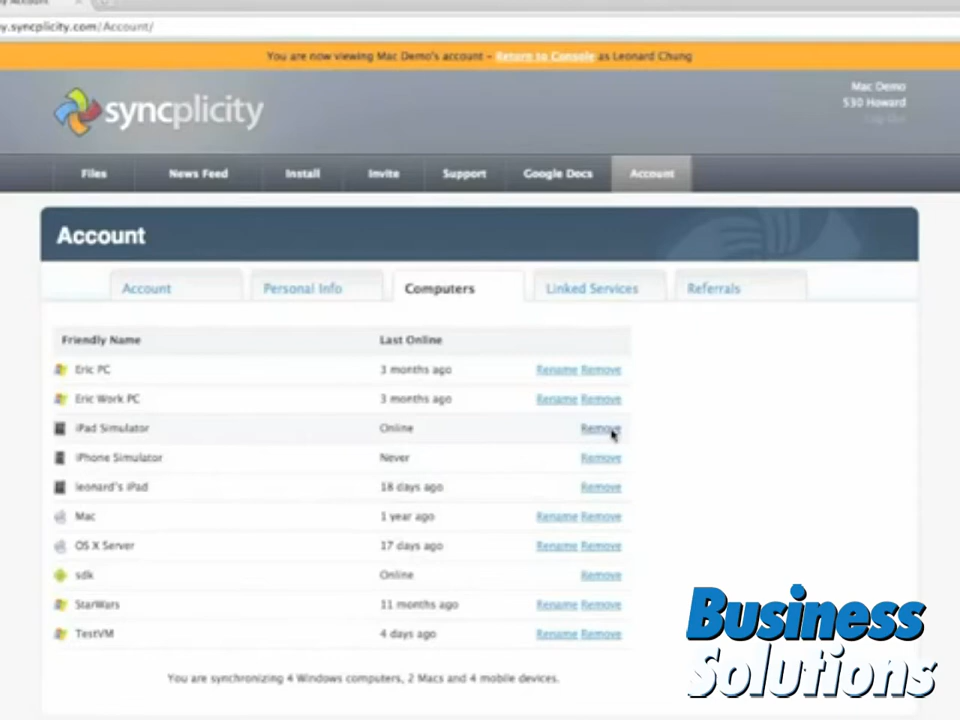 y.syncplicity.com/Account/
You are now viewing Mac Demo's account – Return to Console as Leonard Chung
syncplicity
Mac Demo
530 Howard
Log Out
Files News Feed Install Invite Support Google Docs Account
Account
Account Personal Info Computers Linked Services Referrals
Friendly Name Last Online
Eric PC 3 months ago Rename Remove
Eric Work PC 3 months ago Rename Remove
iPad Simulator Online Remove
iPhone Simulator Never Remove
leonard's iPad 18 days ago Remove
Mac 1 year ago Rename Remove
OS X Server 17 days ago Rename Remove
sdk Online Remove
StarWars 11 months ago Rename Remove
TestVM 4 days ago Rename Remove
You are synchronizing 4 Windows computers, 2 Macs and 4 mobile devices.
Business
Solutions